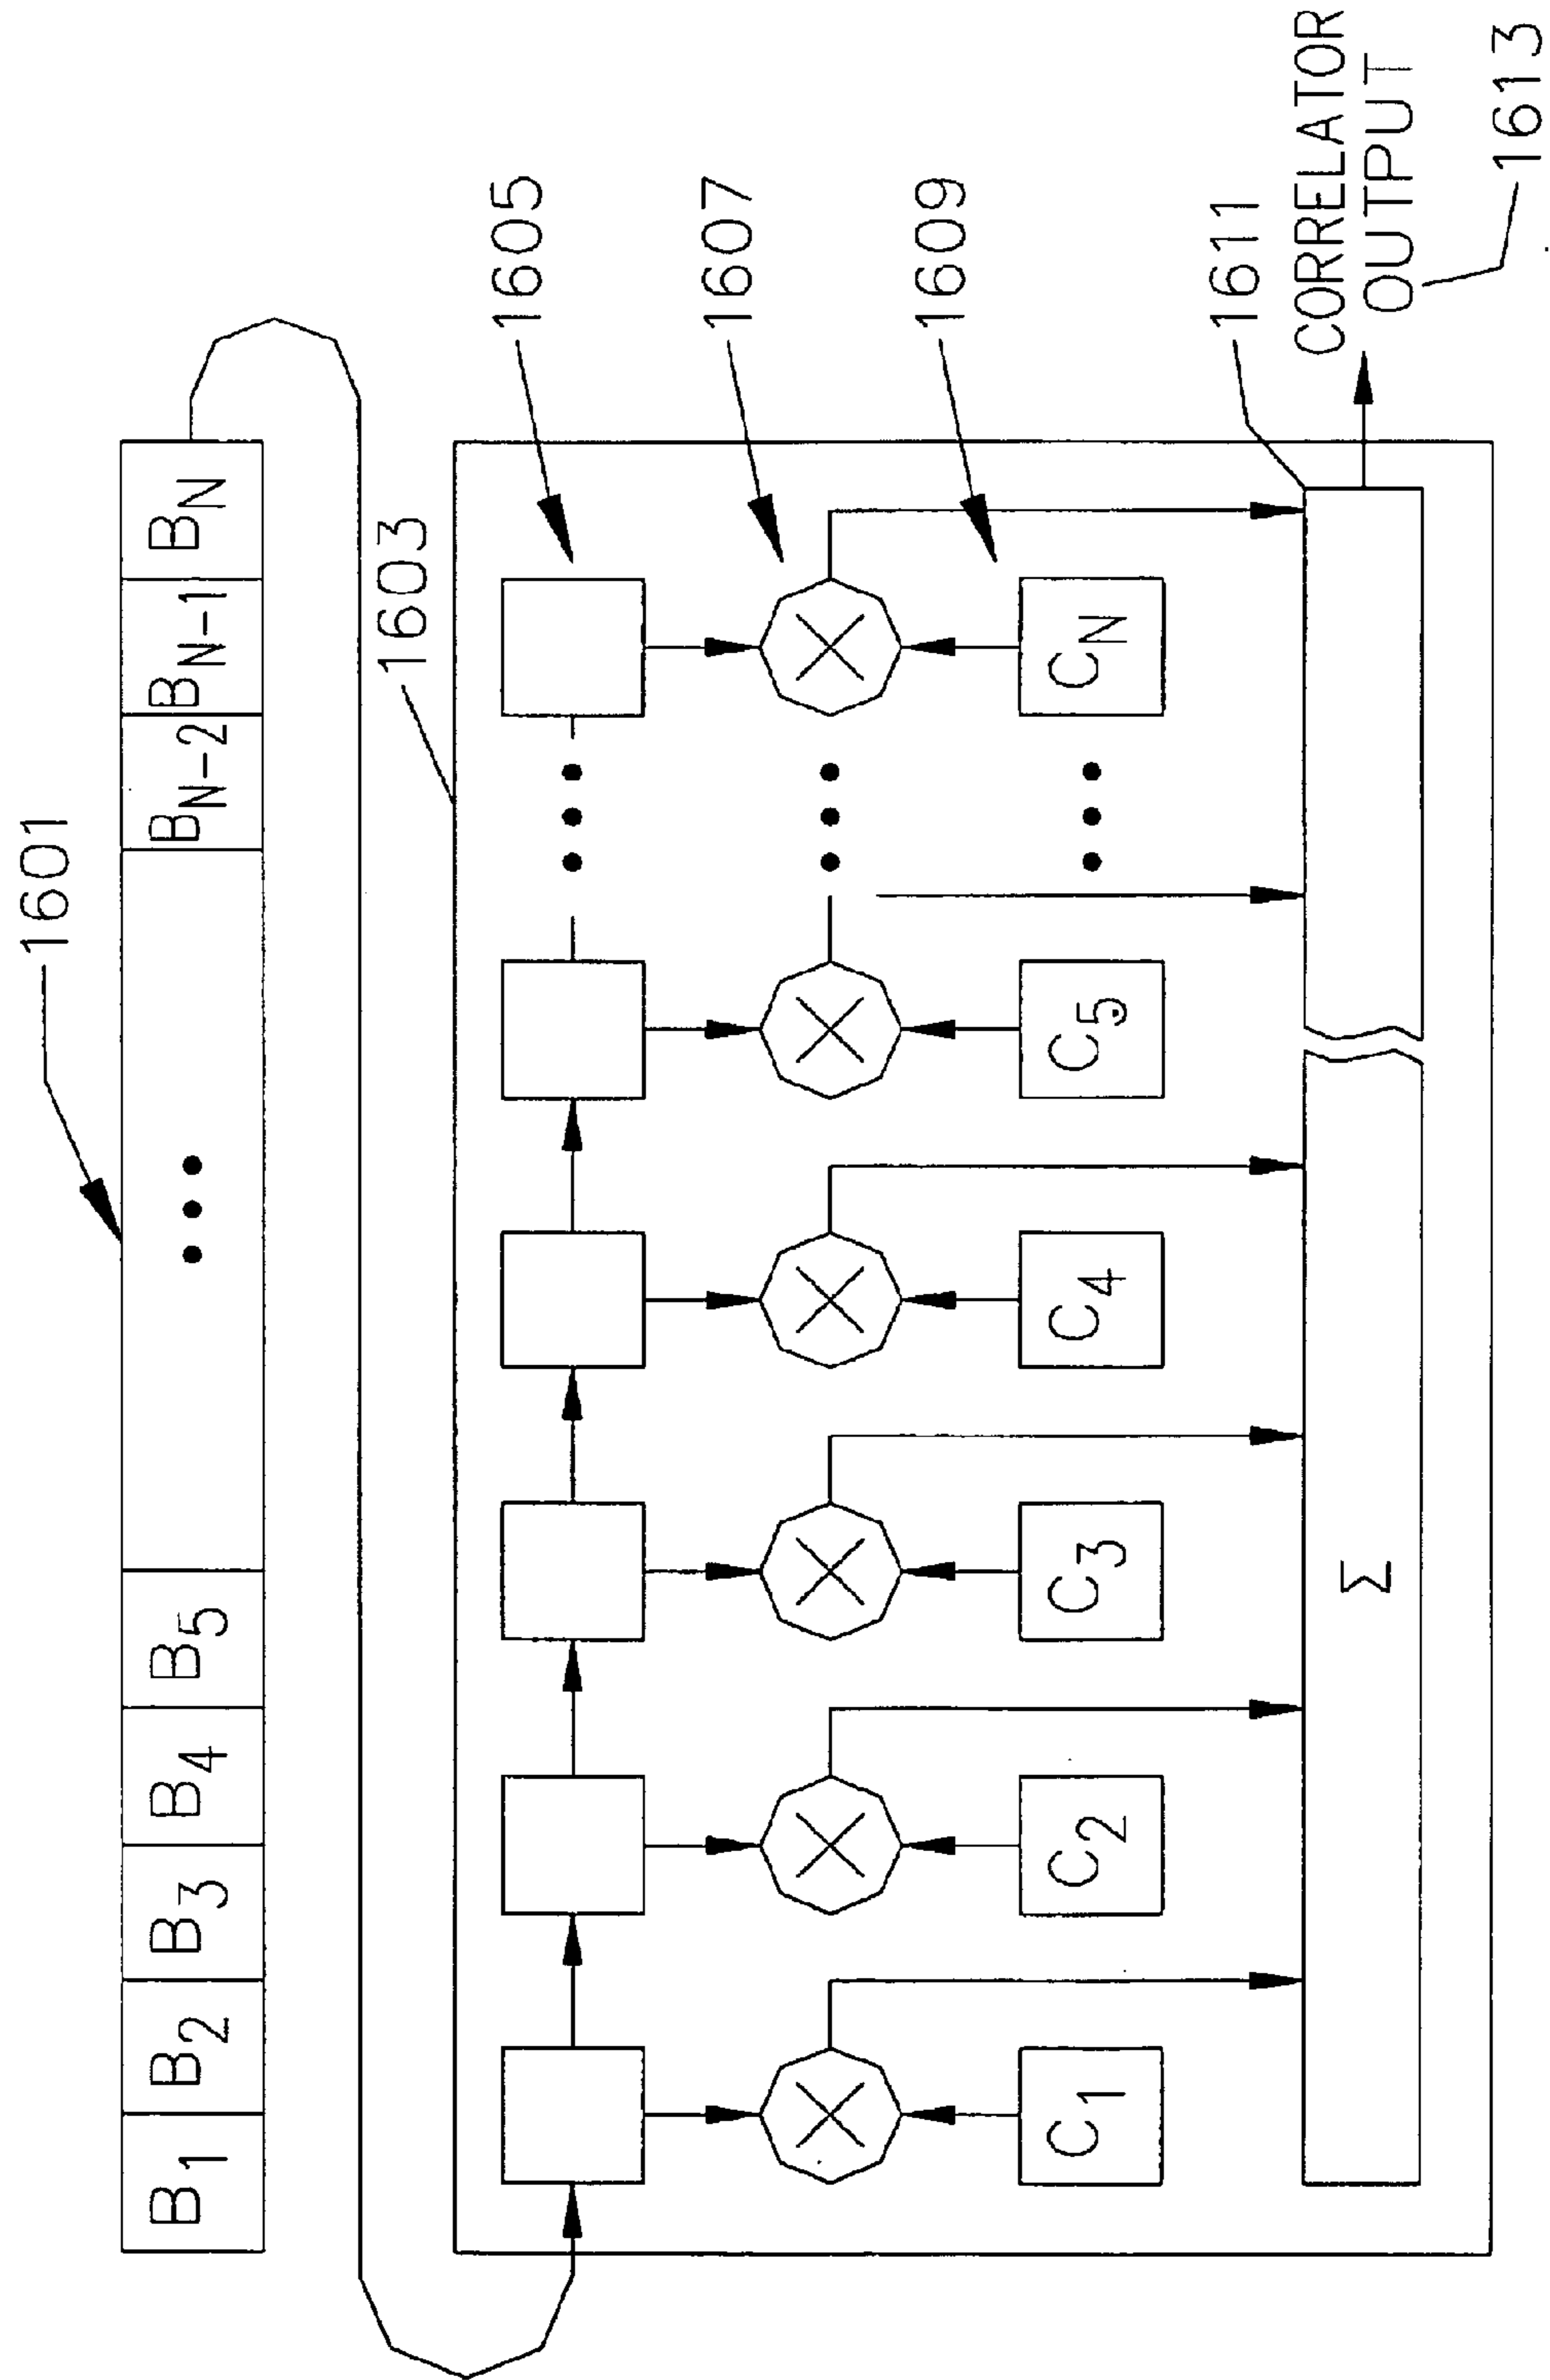 1601
B1 B2 B3 B4 B5 ••• BN-2 BN-1 BN
1603
1605
1607
••• 1609
C1 C2 C3 C4 C5 ••• CN
1611
Σ
CORRELATOR
OUTPUT
1613